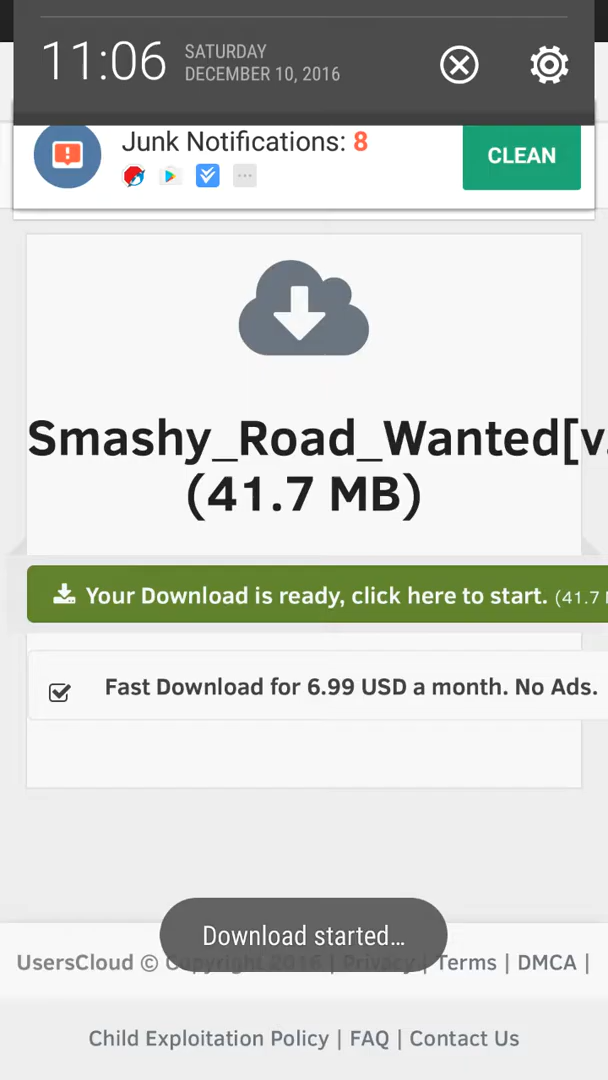 11:06 SATURDAY
DECEMBER 10, 2016
Junk Notifications: 8
CLEAN
Smashy_Road_Wanted[v.
(41.7 MB)
Your Download is ready, click here to start. (41.7
Fast Download for 6.99 USD a month. No Ads.
Download started...
UsersCloud © Copyright 2016 | Privacy | Terms | DMCA |
Child Exploitation Policy | FAQ | Contact Us